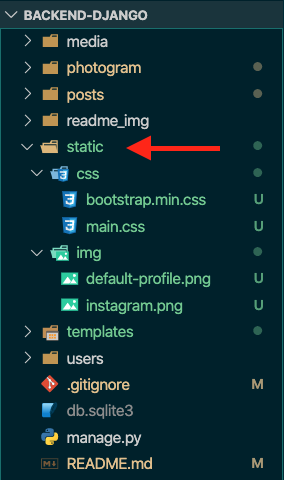 BACKEND-DJANGO
media
photogram
posts
readme_img
static
css
bootstrap.min.css U
main.css U
img
default-profile.png U
instagram.png U
templates
users
.gitignore M
db.sqlite3
manage.py
README.md M